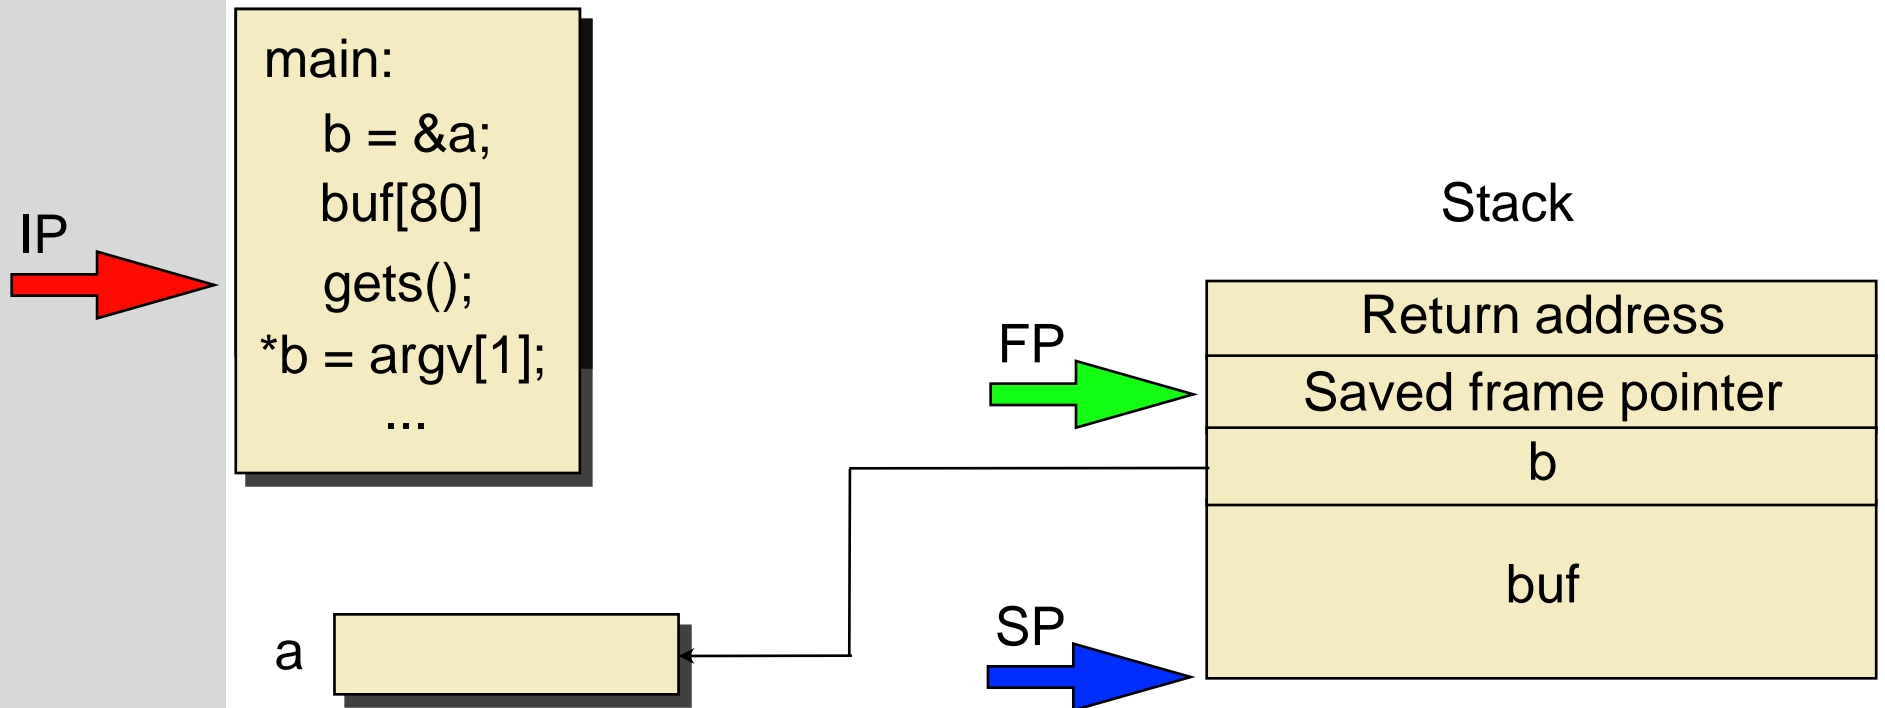 main:
b = &a;
buf[80]
gets();
*b = argv[1];
...
IP
a
Stack
FP
SP
Return address
Saved frame pointer
b
buf